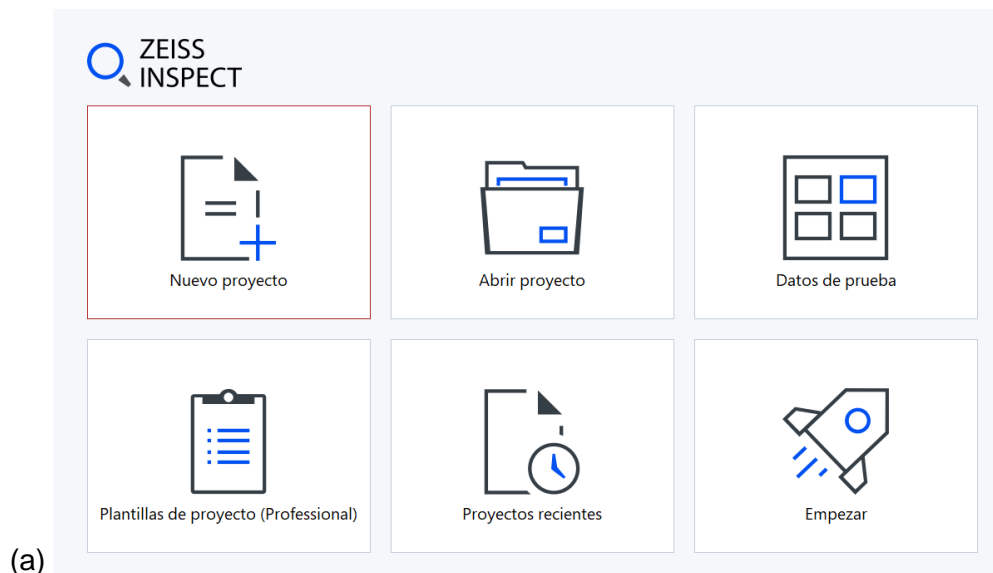 ZEISS
INSPECT
Nuevo proyecto
Abrir proyecto
Datos de prueba
Plantillas de proyecto (Professional)
Proyectos recientes
Empezar
(a)